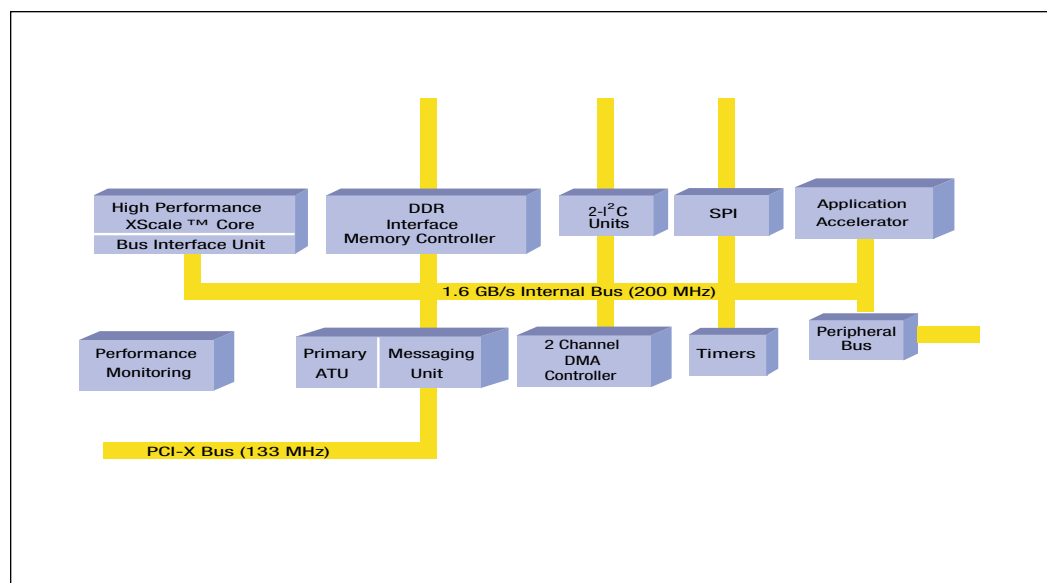 High Performance
XScale ™ Core
Bus Interface Unit
DDR
Interface
Memory Controller
2-I²C
Units
SPI
Application
Accelerator
1.6 GB/s Internal Bus (200 MHz)
Performance
Monitoring
Primary
ATU
Messaging
Unit
2 Channel
DMA
Controller
Timers
Peripheral
Bus
PCI-X Bus (133 MHz)